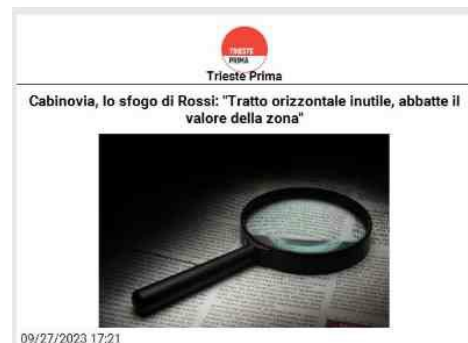 TRIESTE
PRIMA
Trieste Prima
Cabinovia, lo sfogo di Rossi: "Tratto orizzontale inutile, abbatte il
valore della zona"
09/27/2023 17:21